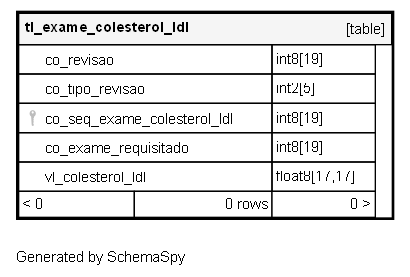 tl_exame_colesterol_ldl [table]
co_revisao int8[19]
co_tipo_revisao int2[5]
co_seq_exame_colesterol_ldl int8[19]
co_exame_requisitado int8[19]
vl_colesterol_ldl float8[17,17]
< 0 0 rows 0 >
Generated by SchemaSpy